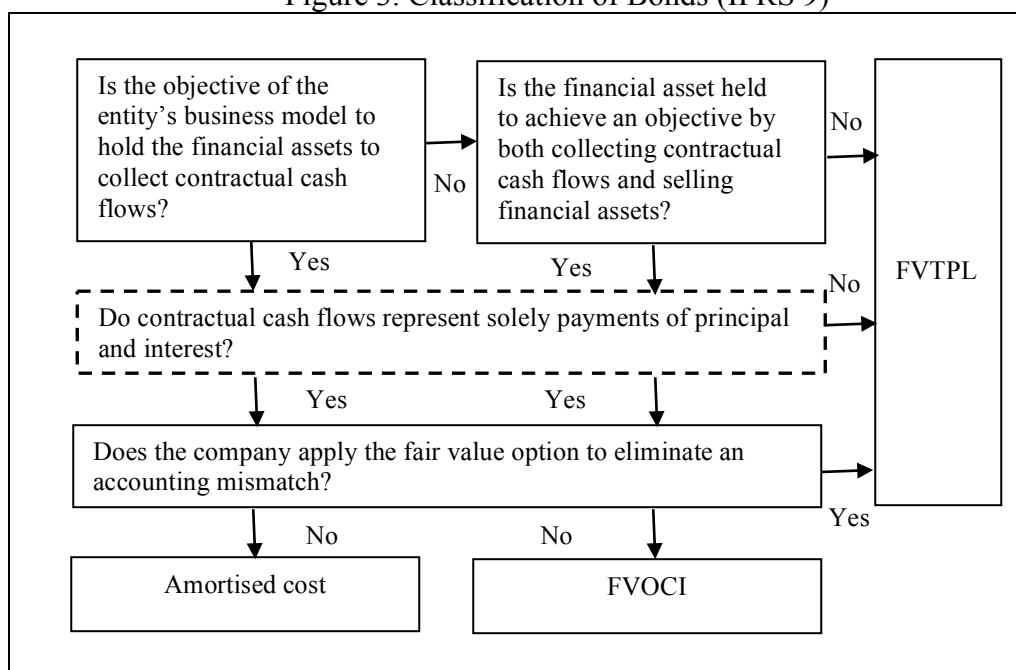 Figure 3: Classification of Bonds (IFRS 9)
Is the objective of the
entity’s business model to
hold the financial assets to
collect contractual cash
flows?
No
Is the financial asset held
to achieve an objective by
both collecting contractual
cash flows and selling
financial assets?
No
FVTPL
Yes
Yes
No
Do contractual cash flows represent solely payments of principal
and interest?
Yes
Yes
Does the company apply the fair value option to eliminate an
accounting mismatch?
Yes
No
No
Amortised cost
FVOCI